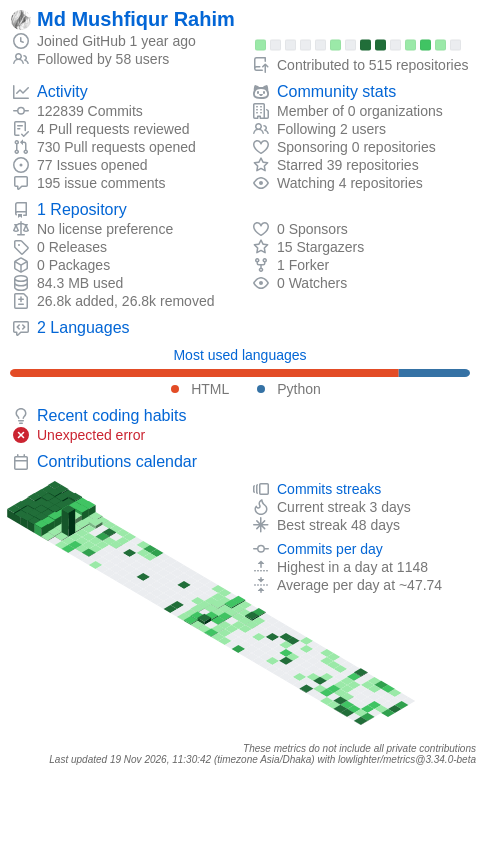 Md Mushfiqur Rahim
Joined GitHub 1 year ago
Followed by 58 users
Contributed to 515 repositories
Activity
122839 Commits
4 Pull requests reviewed
730 Pull requests opened
77 Issues opened
195 issue comments
Community stats
Member of 0 organizations
Following 2 users
Sponsoring 0 repositories
Starred 39 repositories
Watching 4 repositories
1 Repository
No license preference
0 Releases
0 Packages
84.3 MB used
26.8k added, 26.8k removed
0 Sponsors
15 Stargazers
1 Forker
0 Watchers
2 Languages
Most used languages
HTML Python
Recent coding habits
Unexpected error
Contributions calendar
Commits streaks
Current streak 3 days
Best streak 48 days
Commits per day
Highest in a day at 1148
Average per day at ~47.74
These metrics do not include all private contributions
Last updated 19 Nov 2026, 11:30:42 (timezone Asia/Dhaka) with lowlighter/metrics@3.34.0-beta